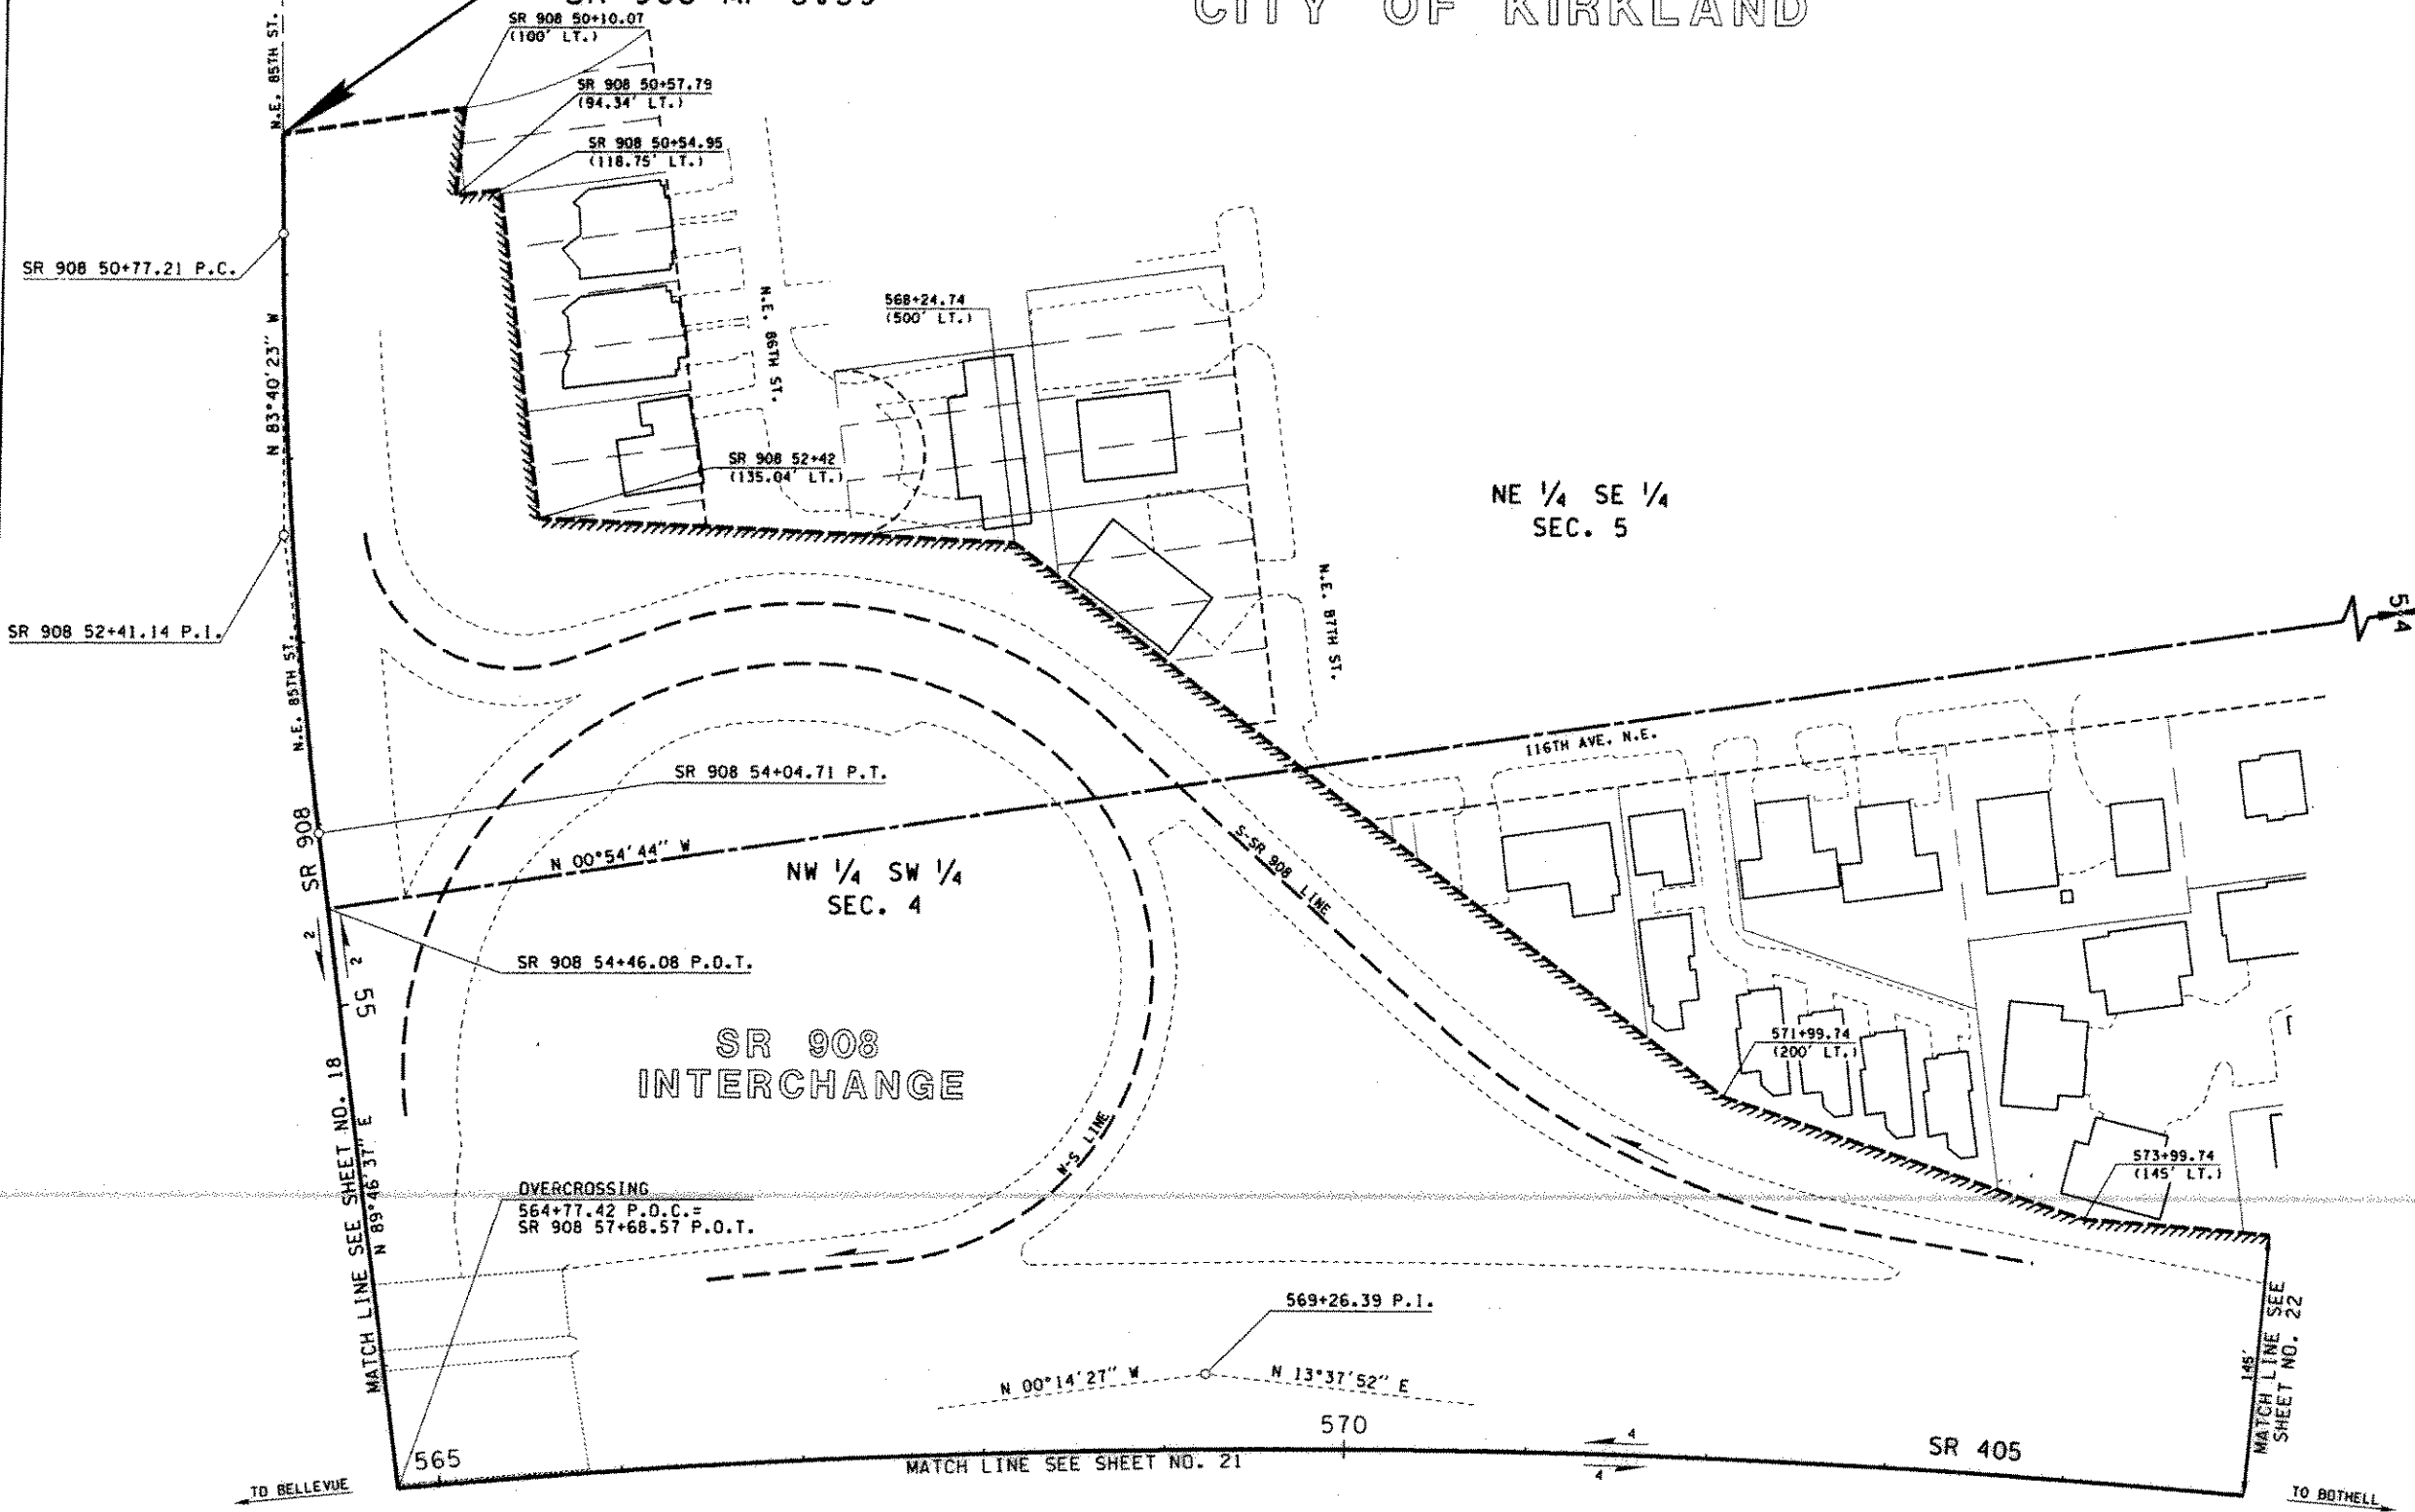 CITY OF KIRKLAND
N.E. 85TH ST.
SR 908 50+10.07
(100' LT.)
SR 908 50+57.79
(94.34' LT.)
SR 908 50+54.95
(118.75' LT.)
SR 908 50+77.21 P.C.
N 83°40'23" W
N.E. 86TH ST.
568+24.74
(500' LT.)
SR 908 52+42
(135.04' LT.)
NE 1/4 SE 1/4
SEC. 5
N.E. 87TH ST.
5
4
SR 908 52+41.14 P.I.
N.E. 85TH ST.
116TH AVE. N.E.
SR 908 54+04.71 P.T.
SR 908
N 00°54'44" W
NW 1/4 SW 1/4
SEC. 4
S-SR 908 LINE
2
2
SR 908 54+46.08 P.O.T.
55
SR 908
INTERCHANGE
571+99.74
(200' LT.)
MATCH LINE SEE SHEET NO. 18
N 89°46'37" E
N-S LINE
573+99.74
(145' LT.)
OVERCROSSING
564+77.42 P.O.C.=
SR 908 57+68.57 P.O.T.
569+26.39 P.I.
N 00°14'27" W
N 13°37'52" E
145'
MATCH LINE SEE
SHEET NO. 22
565
570
4
4
SR 405
MATCH LINE SEE SHEET NO. 21
TO BELLEVUE
TO BOTHELL